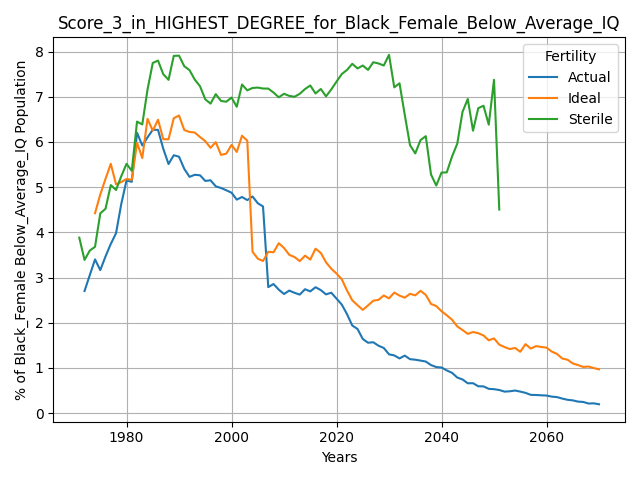 Score_3_in_HIGHEST_DEGREE_for_Black_Female_Below_Average_IQ
% of Black_Female Below_Average_IQ Population
8
7
6
5
4
3
2
1
0
Fertility
Actual
Ideal
Sterile
1980
2000
2020
2040
2060
Years